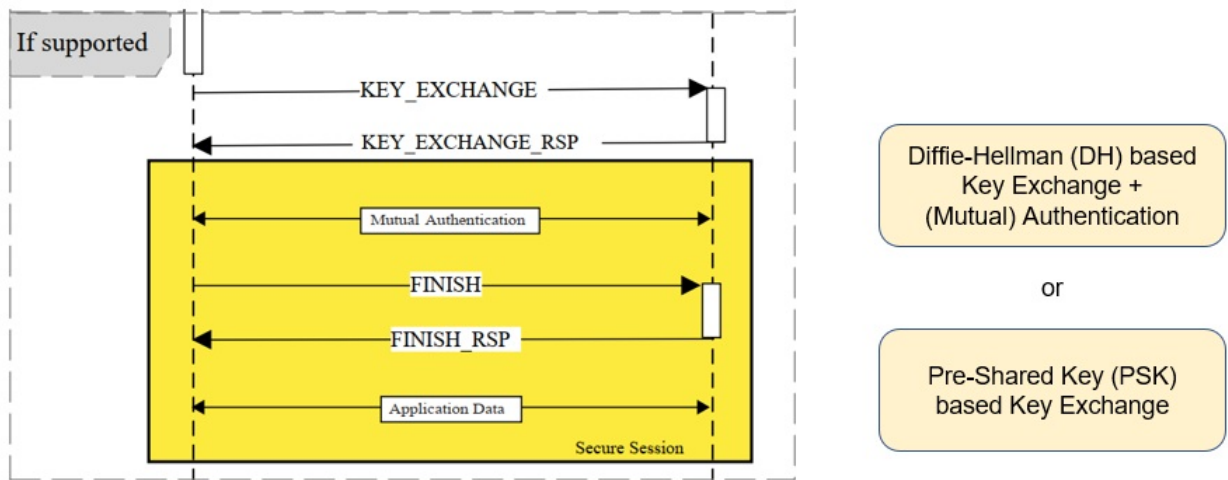 If supported
KEY_EXCHANGE
KEY_EXCHANGE_RSP
Mutual Authentication
FINISH
FINISH_RSP
Application Data
Secure Session
Diffie-Hellman (DH) based
Key Exchange +
(Mutual) Authentication
or
Pre-Shared Key (PSK)
based Key Exchange